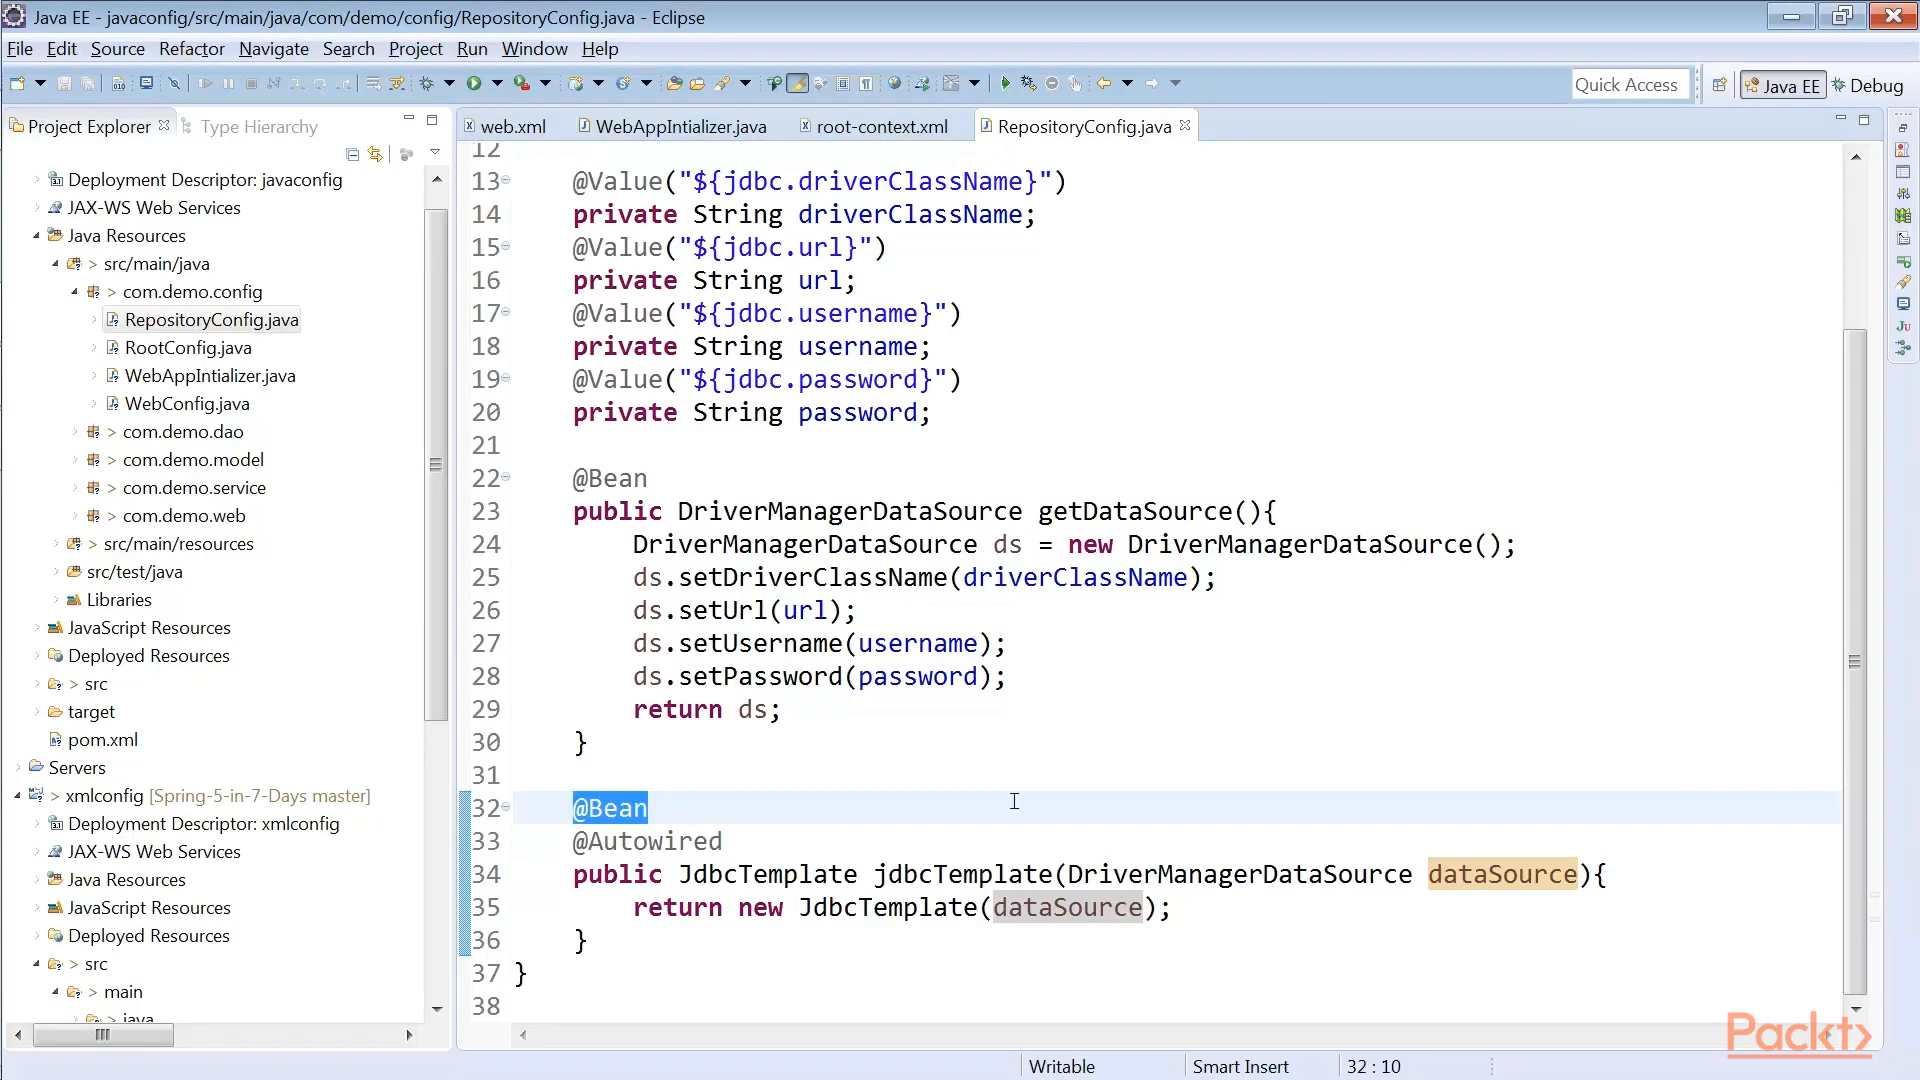 Java EE - javaconfig/src/main/java/com/demo/config/RepositoryConfig.java - Eclipse
File Edit Source Refactor Navigate Search Project Run Window Help
Quick Access
Java EE
Debug
Project Explorer
Type Hierarchy
Deployment Descriptor: javaconfig
JAX-WS Web Services
Java Resources
> src/main/java
> com.demo.config
RepositoryConfig.java
RootConfig.java
WebAppIntializer.java
WebConfig.java
> com.demo.dao
> com.demo.model
> com.demo.service
> com.demo.web
> src/main/resources
src/test/java
Libraries
JavaScript Resources
Deployed Resources
> src
target
pom.xml
Servers
> xmlconfig [Spring-5-in-7-Days master]
Deployment Descriptor: xmlconfig
JAX-WS Web Services
Java Resources
JavaScript Resources
Deployed Resources
> src
> main
> java
web.xml
WebAppIntializer.java
root-context.xml
RepositoryConfig.java
12
13 @Value("${jdbc.driverClassName}")
14 private String driverClassName;
15 @Value("${jdbc.url}")
16 private String url;
17 @Value("${jdbc.username}")
18 private String username;
19 @Value("${jdbc.password}")
20 private String password;
21
22 @Bean
23 public DriverManagerDataSource getDataSource(){
24 DriverManagerDataSource ds = new DriverManagerDataSource();
25 ds.setDriverClassName(driverClassName);
26 ds.setUrl(url);
27 ds.setUsername(username);
28 ds.setPassword(password);
29 return ds;
30 }
31
32 @Bean
33 @Autowired
34 public JdbcTemplate jdbcTemplate(DriverManagerDataSource dataSource){
35 return new JdbcTemplate(dataSource);
36 }
37 }
38
Packt>
Writable
Smart Insert
32 : 10